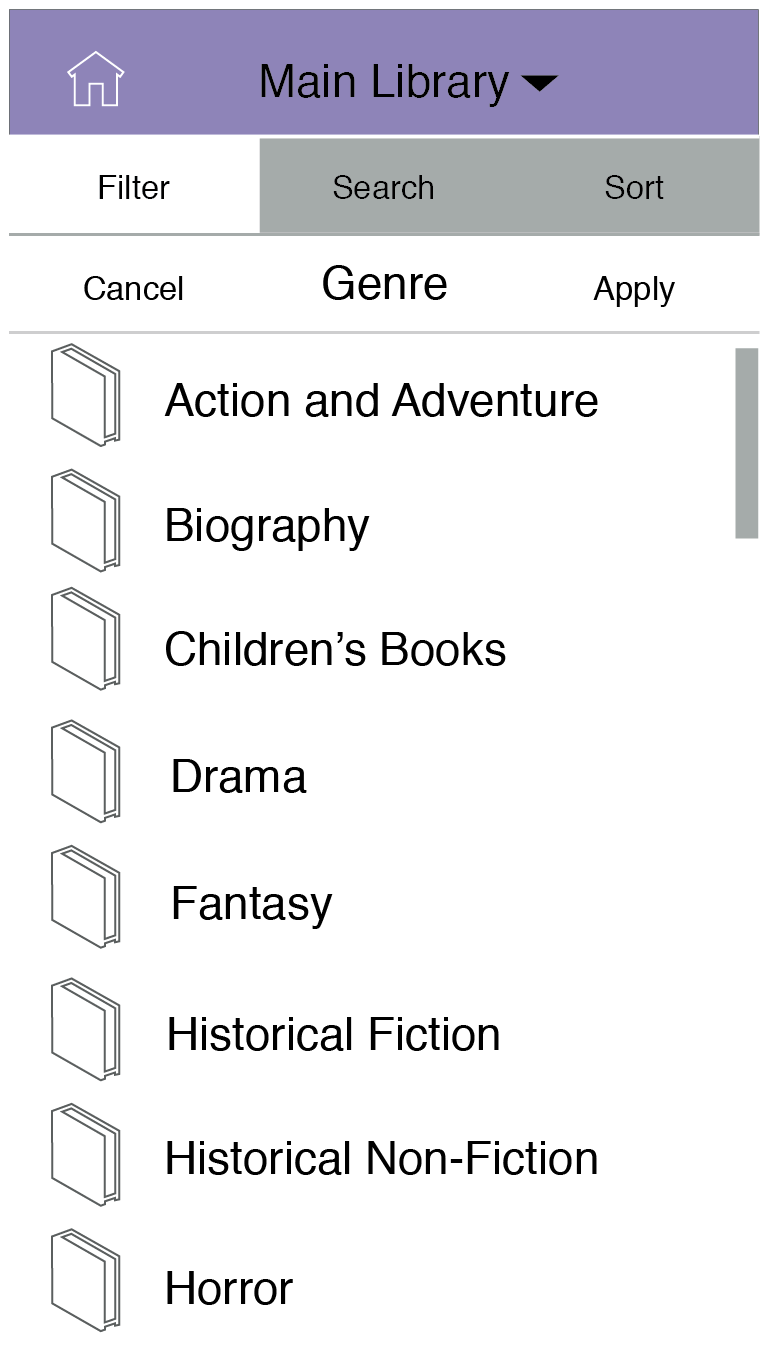 Main Library
Filter Search Sort
Cancel Genre Apply
Action and Adventure
Biography
Children’s Books
Drama
Fantasy
Historical Fiction
Historical Non-Fiction
Horror